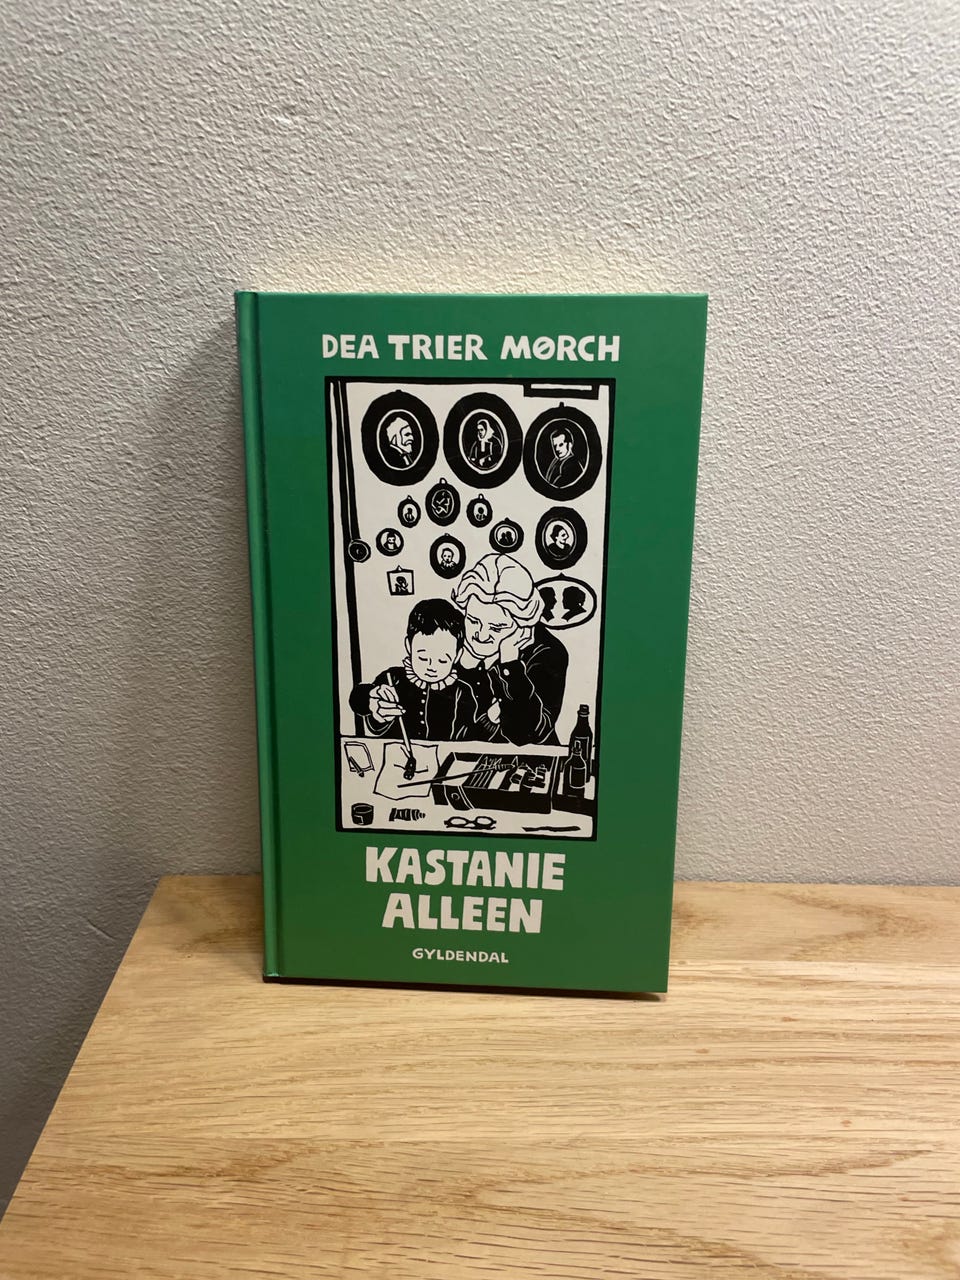 DEA TRIER MØRCH
KASTANIE
ALLEEN
GYLDENDAL